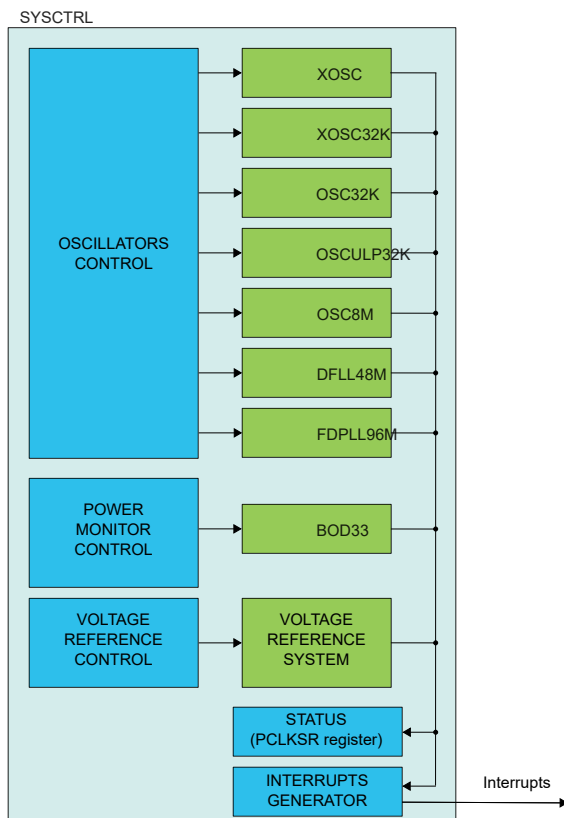 SYSCTRL
OSCILLATORS
CONTROL
XOSC
XOSC32K
OSC32K
OSCULP32K
OSC8M
DFLL48M
FDPLL96M
POWER
MONITOR
CONTROL
BOD33
VOLTAGE
REFERENCE
CONTROL
VOLTAGE
REFERENCE
SYSTEM
STATUS
(PCLKSR register)
INTERRUPTS
GENERATOR
Interrupts